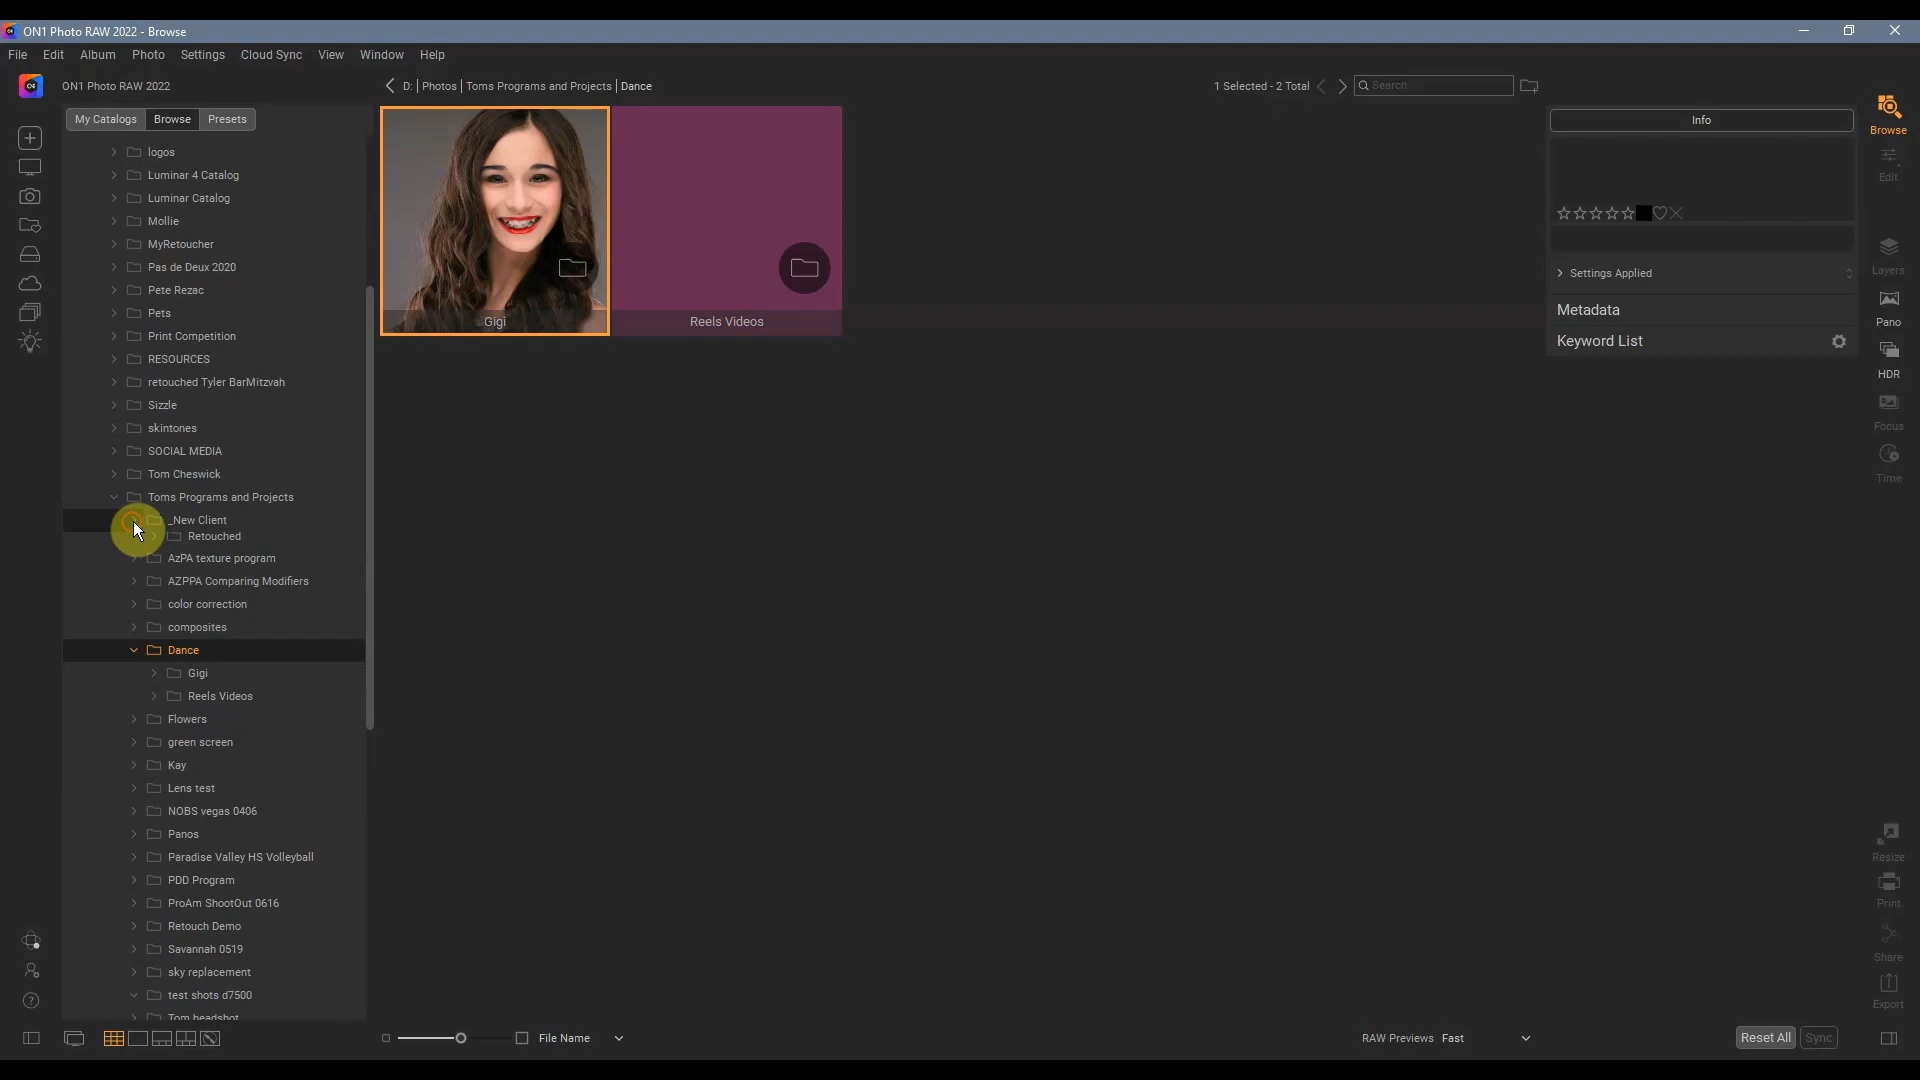 ON1 Photo RAW 2022 - Browse
File Edit Album Photo Settings Cloud Sync View Window Help
ON1 Photo RAW 2022
D: Photos Toms Programs and Projects Dance
1 Selected - 2 Total
Search
My Catalogs Browse Presets
logos
Luminar 4 Catalog
Luminar Catalog
Mollie
MyRetoucher
Pas de Deux 2020
Pete Rezac
Pets
Print Competition
RESOURCES
retouched Tyler BarMitzvah
Sizzle
skintones
SOCIAL MEDIA
Tom Cheswick
Toms Programs and Projects
_New Client
Retouched
AzPA texture program
AZPPA Comparing Modifiers
color correction
composites
Dance
Gigi
Reels Videos
Flowers
green screen
Kay
Lens test
NOBS vegas 0406
Panos
Paradise Valley HS Volleyball
PDD Program
ProAm ShootOut 0616
Retouch Demo
Savannah 0519
sky replacement
test shots d7500
Tom headshot
Gigi
Reels Videos
Info
Settings Applied
Metadata
Keyword List
Browse
Edit
Layers
Pano
HDR
Focus
Time
Resize
Print
Share
Export
File Name
RAW Previews Fast
Reset All Sync